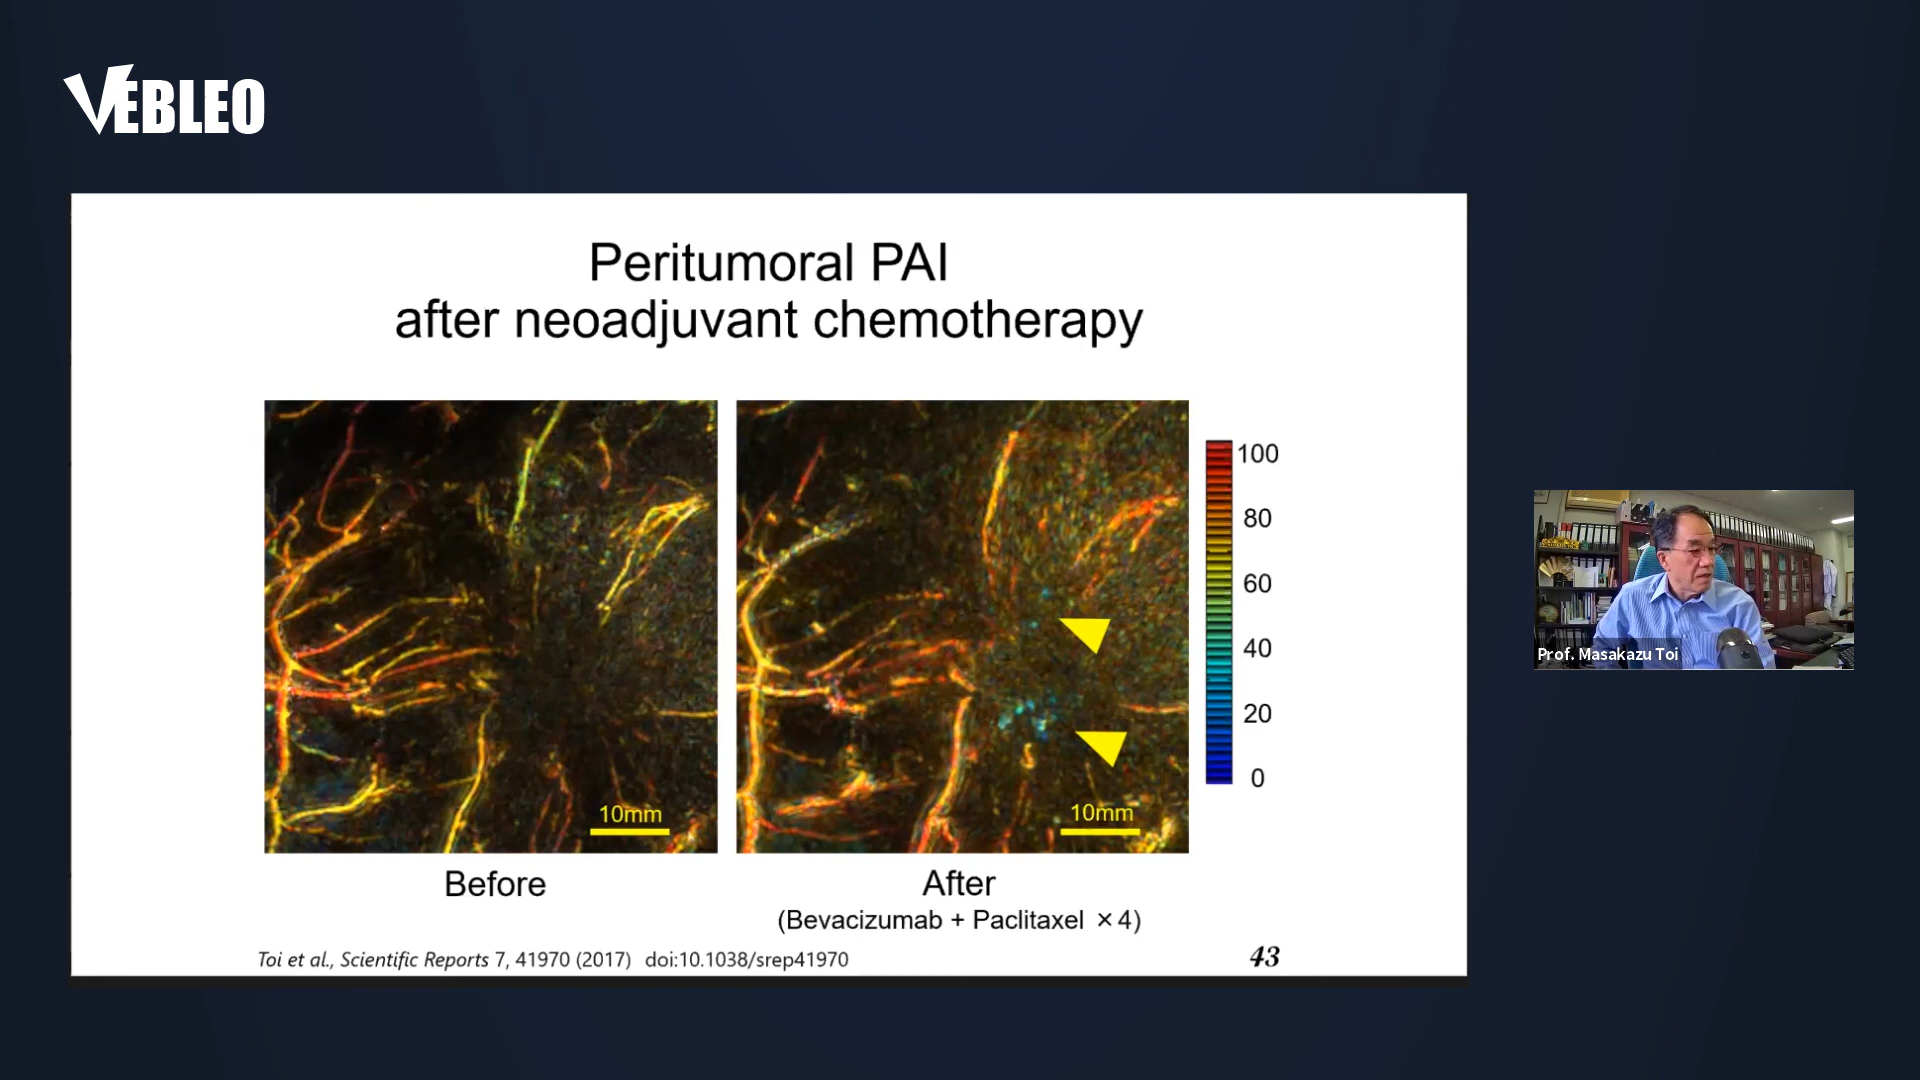 VEBLEO
Peritumoral PAI
after neoadjuvant chemotherapy
100
80
60
40
20
0
10mm
10mm
Before
After
(Bevacizumab + Paclitaxel ×4)
Toi et al., Scientific Reports 7, 41970 (2017) doi:10.1038/srep41970
43
Prof. Masakazu Toi